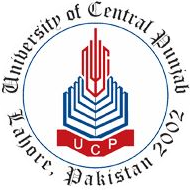 University of Central Punjab
UCP
Lahore, Pakistan 2002